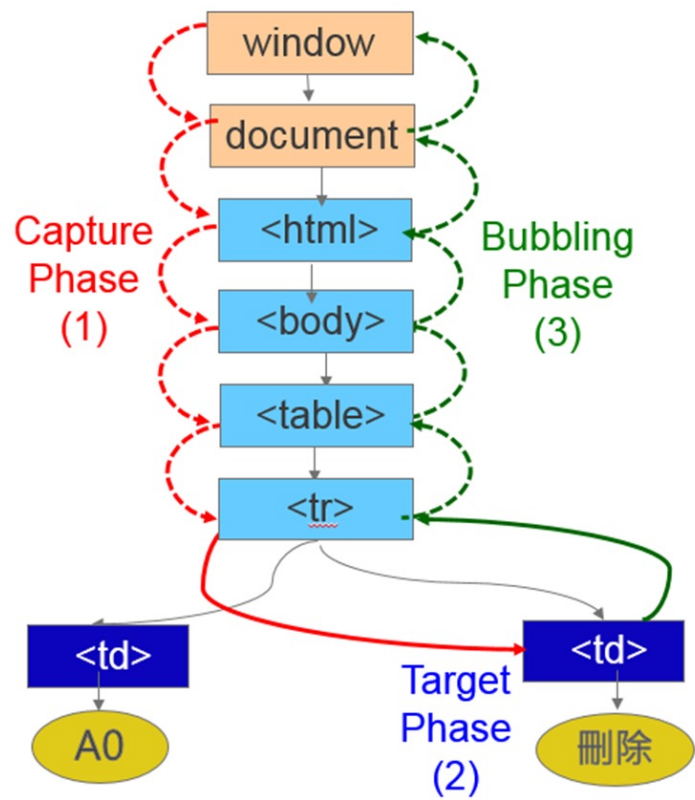 window
document
<html>
<body>
<table>
<tr>
Capture
Phase
(1)
Bubbling
Phase
(3)
<td>
<td>
Target
Phase
(2)
A0
刪除